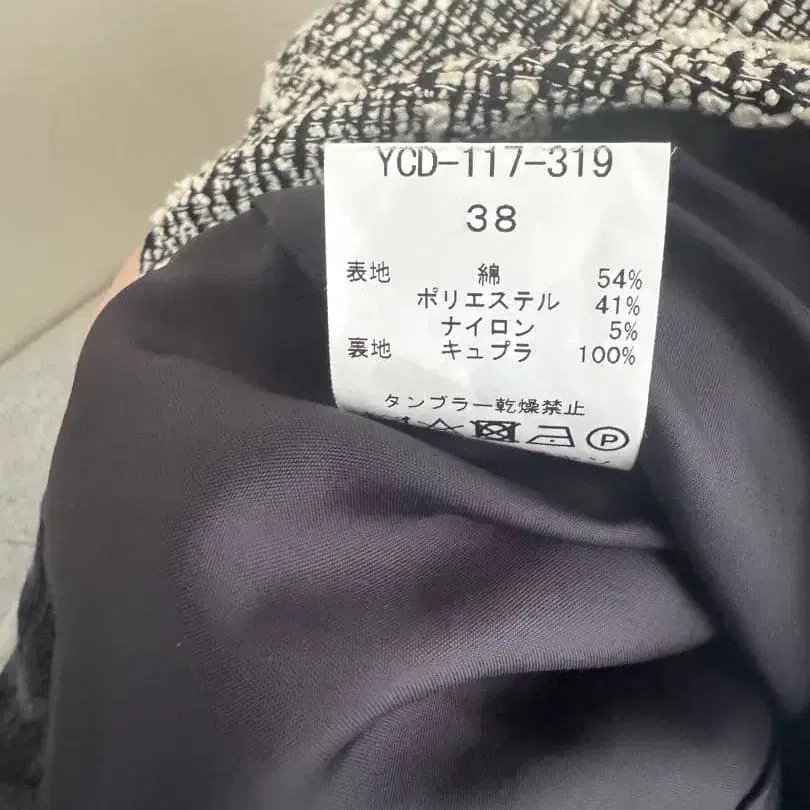 YCD-117-319
38
表地 綿 54%
ポリエステル 41%
ナイロン 5%
裏地 キュプラ 100%
タンブラー乾燥禁止
P